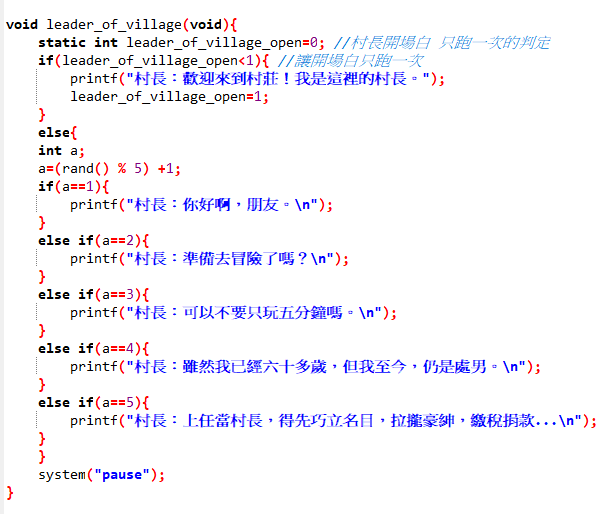 void leader_of_village(void){
static int leader_of_village_open=0; //村長開場白 只跑一次的判定
if(leader_of_village_open<1){ //讓開場白只跑一次
printf("村長：歡迎來到村莊！我是這裡的村長。");
leader_of_village_open=1;
}
else{
int a;
a=(rand() % 5) +1;
if(a==1){
printf("村長：你好啊，朋友。\n");
}
else if(a==2){
printf("村長：準備去冒險了嗎？\n");
}
else if(a==3){
printf("村長：可以不要只玩五分鐘嗎。\n");
}
else if(a==4){
printf("村長：雖然我已經六十多歲，但我至今，仍是處男。\n");
}
else if(a==5){
printf("村長：上任當村長，得先巧立名目，拉攏豪紳，繳稅捐款...\n");
}
}
system("pause");
}